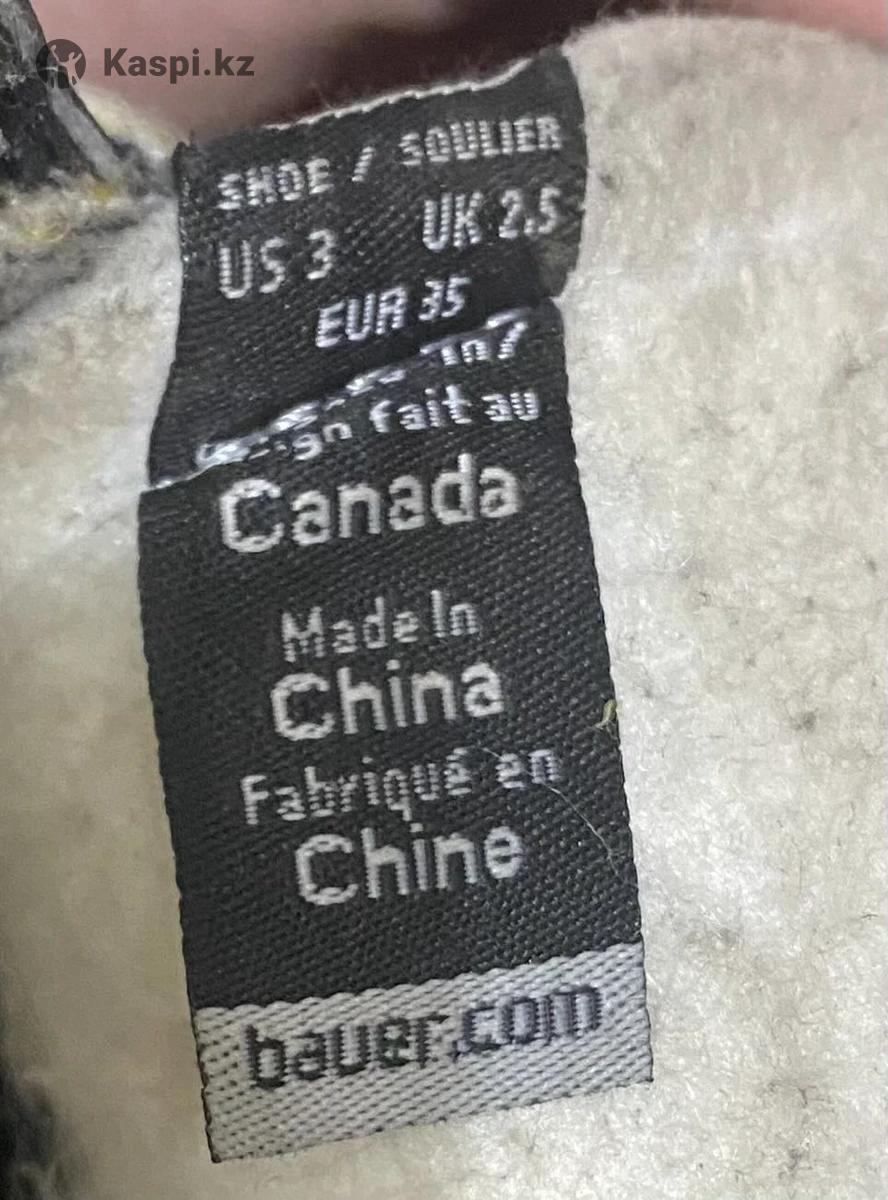 Kaspi.kz
SHOE / SOULIER
US 3 UK 2.5
EUR 35
in
fait au
Canada
Made In
China
Fabriqué en
Chine
bauer.com